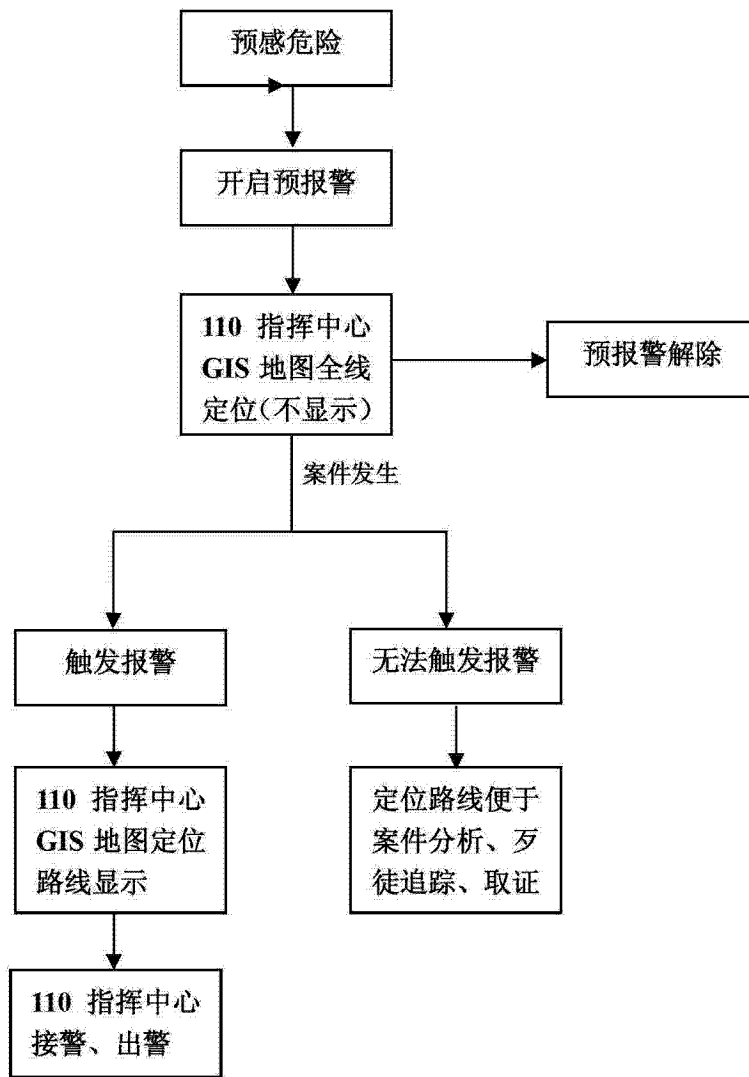 预感危险
开启预报警
110 指挥中心
GIS 地图全线
定位(不显示)
预报警解除
案件发生
触发报警
无法触发报警
110 指挥中心
GIS 地图定位
路线显示
定位路线便于
案件分析、歹
徒追踪、取证
110 指挥中心
接警、出警